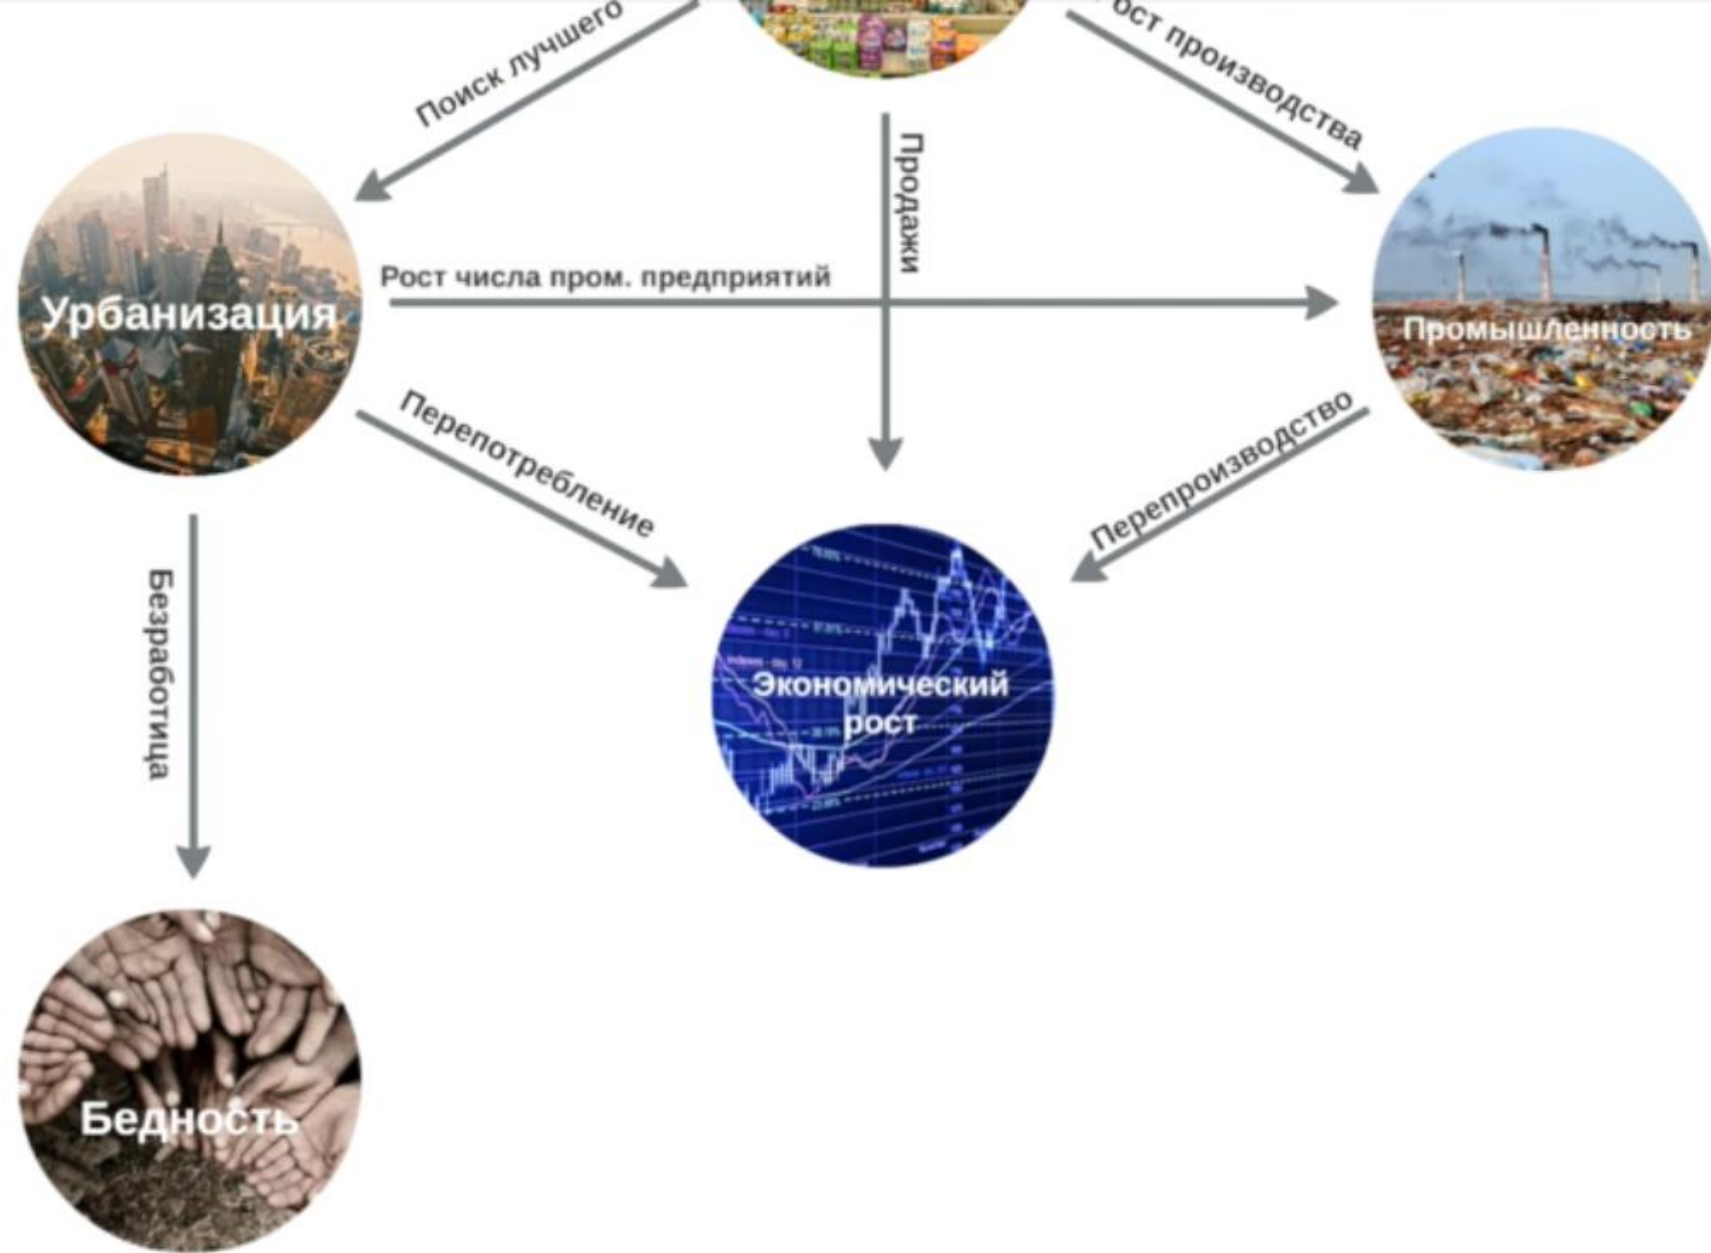 Поиск лучшего
ост производства
Продажи
Урбанизация
Рост числа пром. предприятий
Промышленность
Перепотребление
Перепроизводство
Безработица
Экономический
рост
Бедность